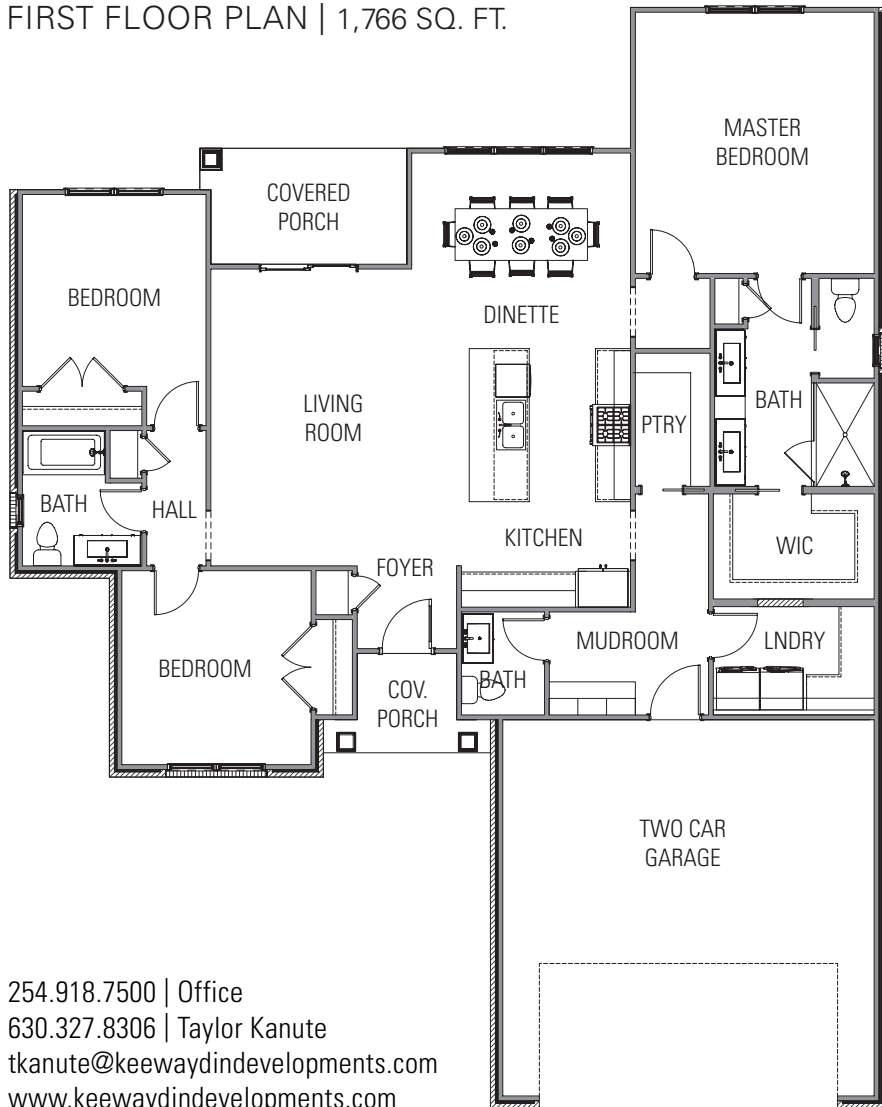 FIRST FLOOR PLAN | 1,766 SQ. FT.
MASTER
BEDROOM
COVERED
PORCH
BEDROOM
DINETTE
LIVING
ROOM
PTRY
BATH
BATH
HALL
KITCHEN
WIC
FOYER
BEDROOM
MUDROOM
LNDRY
BATH
COV.
PORCH
TWO CAR
GARAGE
254.918.7500 | Office
630.327.8306 | Taylor Kanute
tkanute@keewaydindevelopments.com
www.keewaydindevelopments.com